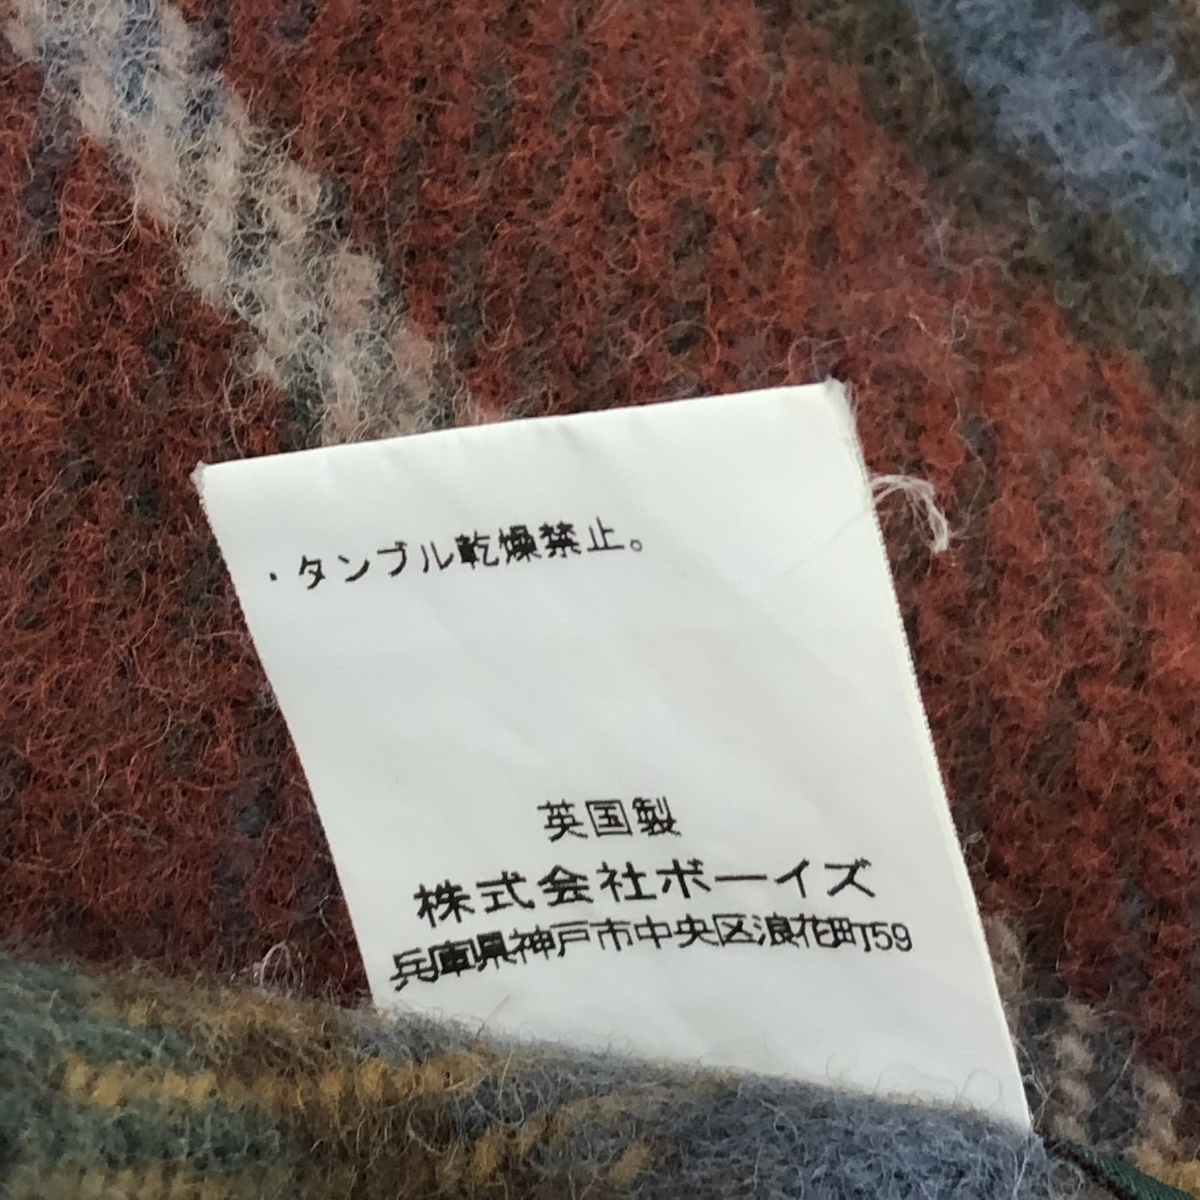 ・タンブル乾燥禁止。
英国製
株式会社ボーイズ
兵庫県神戸市中央区浪花町59